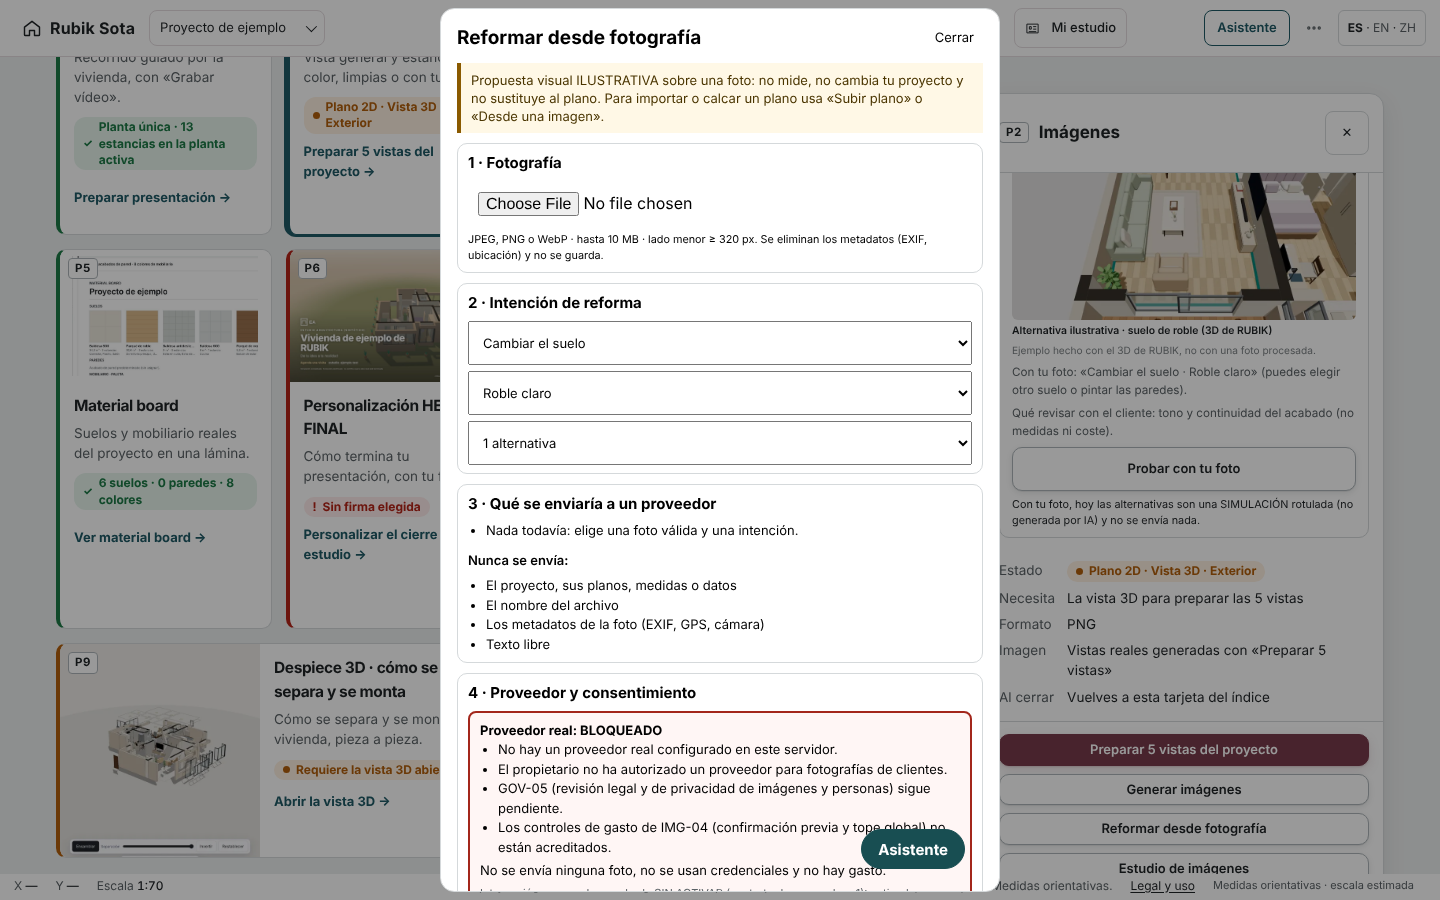 Rubik Sota
Proyecto de ejemplo
Mi estudio
Asistente
ES · EN · ZH
Recorrido guiado por la
vivienda, con «Grabar
vídeo».
Planta única · 13
estancias en la planta
activa
Preparar presentación →
Plano 2D · Vista 3D
Exterior
Preparar 5 vistas del
proyecto →
P5
Proyecto de ejemplo
Material board
Suelos y mobiliario reales
del proyecto en una lámina.
6 suelos · 0 paredes · 8
colores
Ver material board →
P6
Vivienda de ejemplo de
RUBIK
Personalización HE
FINAL
Cómo termina tu
presentación, con tu
! Sin firma elegida
Personalizar el cierre
estudio →
P9
Despiece 3D · cómo se
separa y se monta
Cómo se separa y se mon
vivienda, pieza a pieza.
Requiere la vista 3D abie
Abrir la vista 3D →
X — Y — Escala 1:70
Reformar desde fotografía
Cerrar
Propuesta visual ILUSTRATIVA sobre una foto: no mide, no cambia tu proyecto y
no sustituye al plano. Para importar o calcar un plano usa «Subir plano» o
«Desde una imagen».
1 · Fotografía
Choose File No file chosen
JPEG, PNG o WebP · hasta 10 MB · lado menor ≥ 320 px. Se eliminan los metadatos (EXIF,
ubicación) y no se guarda.
2 · Intención de reforma
Cambiar el suelo
Roble claro
1 alternativa
3 · Qué se enviaría a un proveedor
• Nada todavía: elige una foto válida y una intención.
Nunca se envía:
• El proyecto, sus planos, medidas o datos
• El nombre del archivo
• Los metadatos de la foto (EXIF, GPS, cámara)
• Texto libre
4 · Proveedor y consentimiento
Proveedor real: BLOQUEADO
• No hay un proveedor real configurado en este servidor.
• El propietario no ha autorizado un proveedor para fotografías de clientes.
• GOV-05 (revisión legal y de privacidad de imágenes y personas) sigue
pendiente.
• Los controles de gasto de IMG-04 (confirmación previa y tope global) no
están acreditados.
No se envía ninguna foto, no se usan credenciales y no hay gasto.
Asistente
P2 Imágenes
×
Alternativa ilustrativa · suelo de roble (3D de RUBIK)
Ejemplo hecho con el 3D de RUBIK, no con una foto procesada.
Con tu foto: «Cambiar el suelo · Roble claro» (puedes elegir
otro suelo o pintar las paredes).
Qué revisar con el cliente: tono y continuidad del acabado (no
medidas ni coste).
Probar con tu foto
Con tu foto, hoy las alternativas son una SIMULACIÓN rotulada (no
generada por IA) y no se envía nada.
Estado Plano 2D · Vista 3D · Exterior
Necesita La vista 3D para preparar las 5 vistas
Formato PNG
Imagen Vistas reales generadas con «Preparar 5
vistas»
Al cerrar Vuelves a esta tarjeta del índice
Preparar 5 vistas del proyecto
Generar imágenes
Reformar desde fotografía
Estudio de imágenes
Medidas orientativas. Legal y uso Medidas orientativas · escala estimada